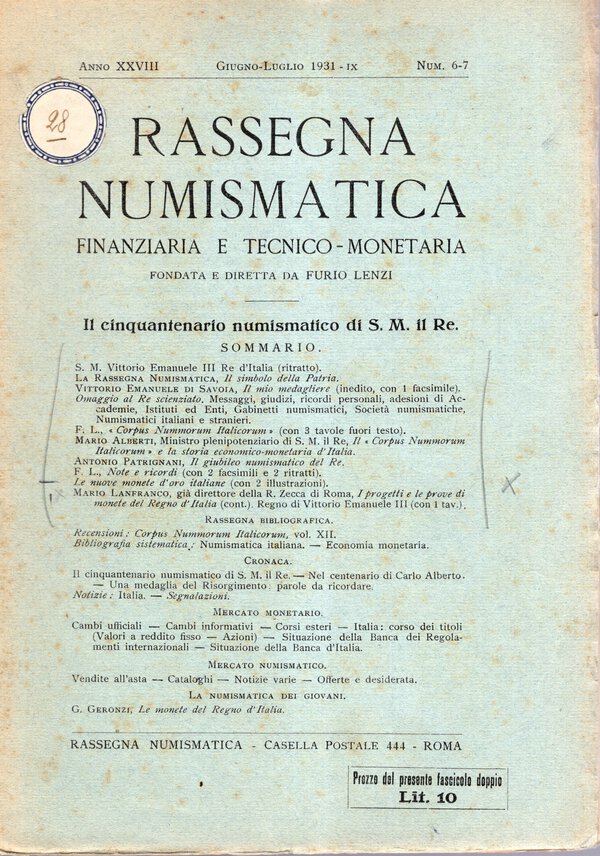 Anno XXVIII Giugno-Luglio 1931 - IX Num. 6-7
28
RASSEGNA
NUMISMATICA
FINANZIARIA E TECNICO-MONETARIA
FONDATA E DIRETTA DA FURIO LENZI
Il cinquantenario numismatico di S. M. il Re.
SOMMARIO.
S. M. Vittorio Emanuele III Re d'Italia (ritratto).
La Rassegna Numismatica, Il simbolo della Patria.
Vittorio Emanuele di Savoia, Il mio medagliere (inedito, con 1 facsimile).
Omaggio al Re scienziato. Messaggi, giudizi, ricordi personali, adesioni di Ac-
cademie, Istituti ed Enti, Gabinetti numismatici, Società numismatiche,
Numismatici italiani e stranieri.
F. L., « Corpus Nummorum Italicorum » (con 3 tavole fuori testo).
Mario Alberti, Ministro plenipotenziario di S. M. il Re, Il « Corpus Nummorum
Italicorum » e la storia economico-monetaria d'Italia.
Antonio Patrignani, Il giubileo numismatico del Re.
F. L., Note e ricordi (con 2 facsimili e 2 ritratti).
Le nuove monete d'oro italiane (con 2 illustrazioni).
Mario Lanfranco, già direttore della R. Zecca di Roma, I progetti e le prove di
monete del Regno d'Italia (cont.). Regno di Vittorio Emanuele III (con 1 tav.).
Rassegna bibliografica.
Recensioni: Corpus Nummorum Italicorum, vol. XII.
Bibliografia sistematica: Numismatica italiana. — Economia monetaria.
Cronaca.
Il cinquantenario numismatico di S. M. il Re. — Nel centenario di Carlo Alberto.
— Una medaglia del Risorgimento: parole da ricordare.
Notizie: Italia. — Segnalazioni.
Mercato monetario.
Cambi ufficiali — Cambi informativi — Corsi esteri — Italia: corso dei titoli
(Valori a reddito fisso — Azioni) — Situazione della Banca dei Regola-
menti internazionali — Situazione della Banca d'Italia.
Mercato numismatico.
Vendite all'asta — Cataloghi — Notizie varie — Offerte e desiderata.
La numismatica dei giovani.
G. Geronzi, Le monete del Regno d'Italia.
RASSEGNA NUMISMATICA - CASELLA POSTALE 444 - ROMA
Prezzo del presente fascicolo doppio
Lit. 10